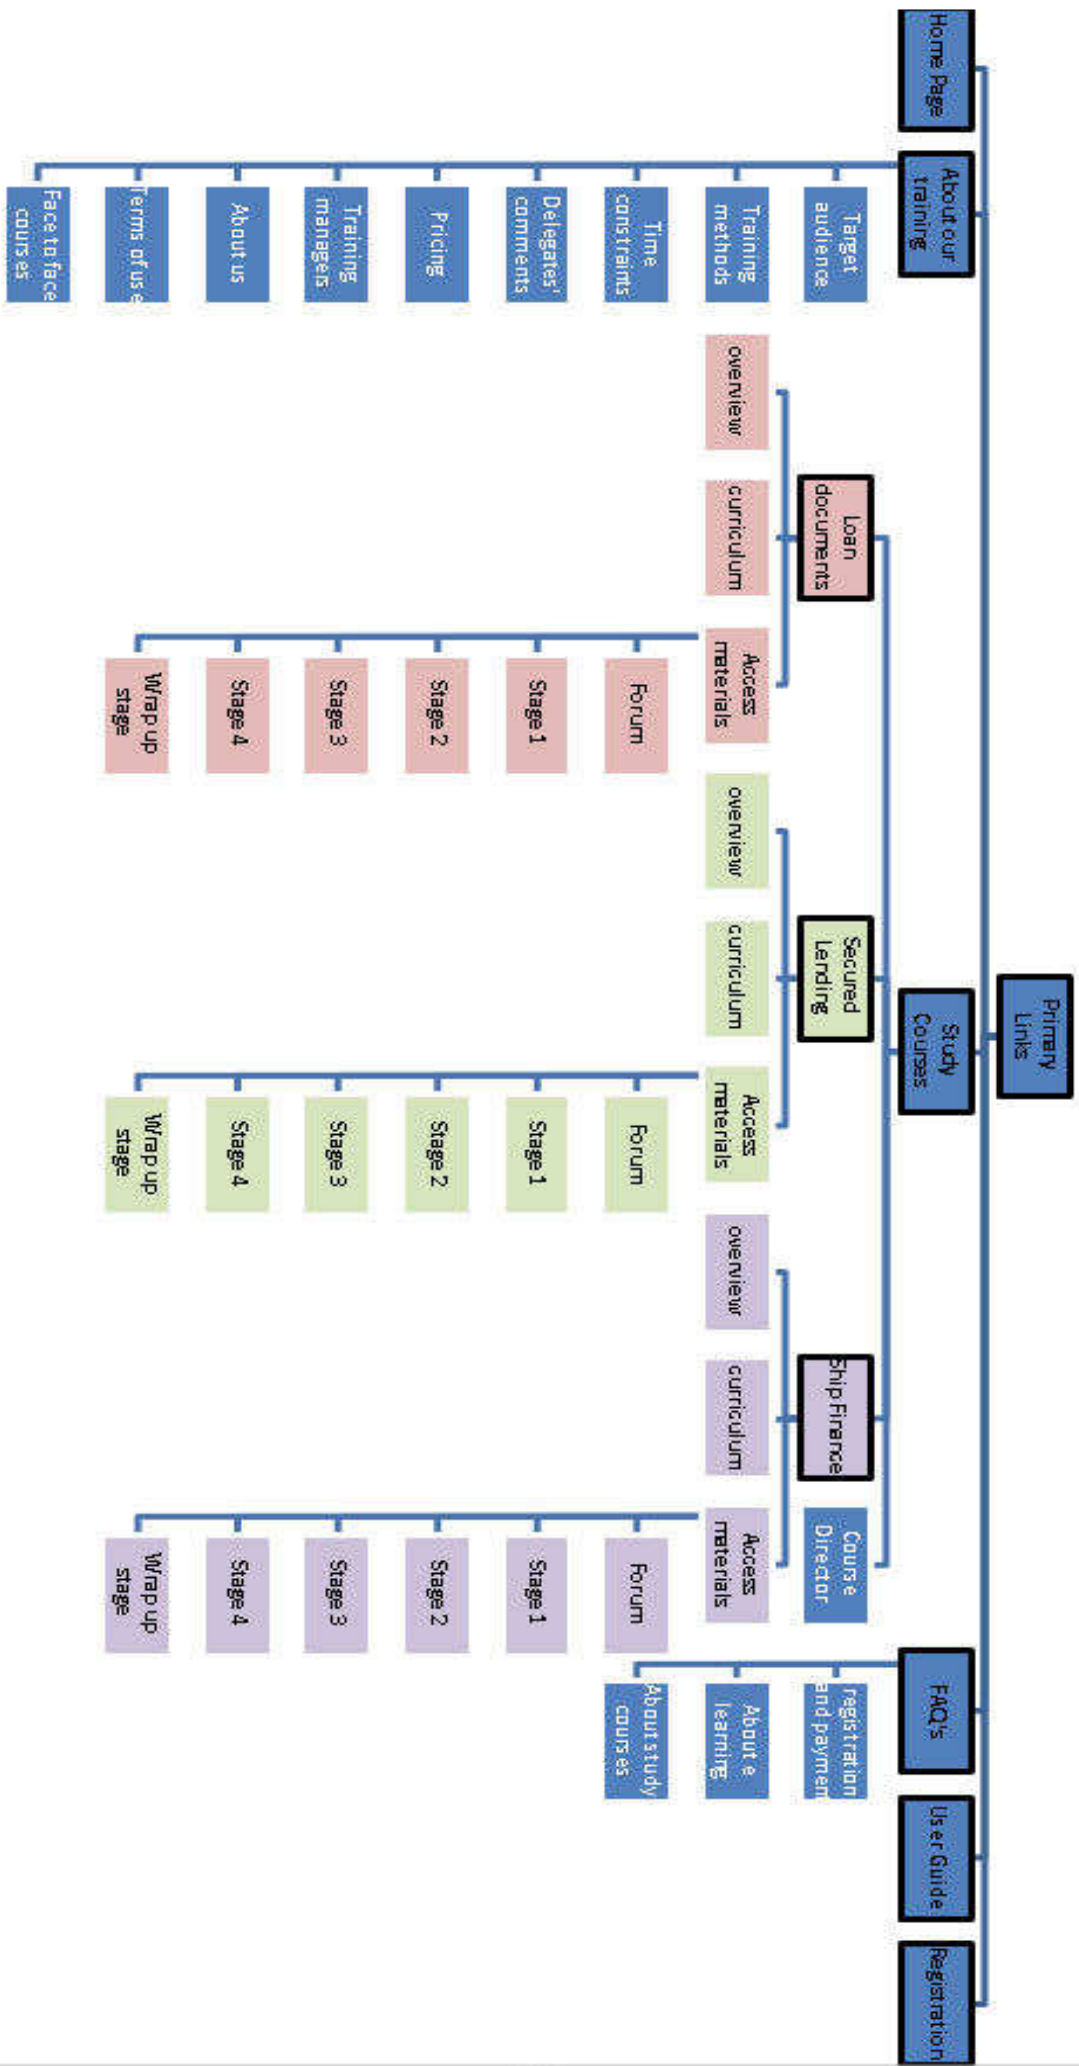 Primary
Links
Home Page
About our
training
Target
audience
Training
methods
Time
constraints
Delegates'
comments
Pricing
Training
managers
About us
Terms of use
Face to face
courses
Study
Courses
Loan
documents
overview
curriculum
Access
materials
Forum
Stage 1
Stage 2
Stage 3
Stage 4
Wrap up
stage
Secured
Lending
overview
curriculum
Access
materials
Forum
Stage 1
Stage 2
Stage 3
Stage 4
Wrap up
stage
Ship Finance
overview
curriculum
Access
materials
Forum
Stage 1
Stage 2
Stage 3
Stage 4
Wrap up
stage
Course
Director
FAQ's
registration
and paymen
About e
learning
About study
courses
User Guide
Registration